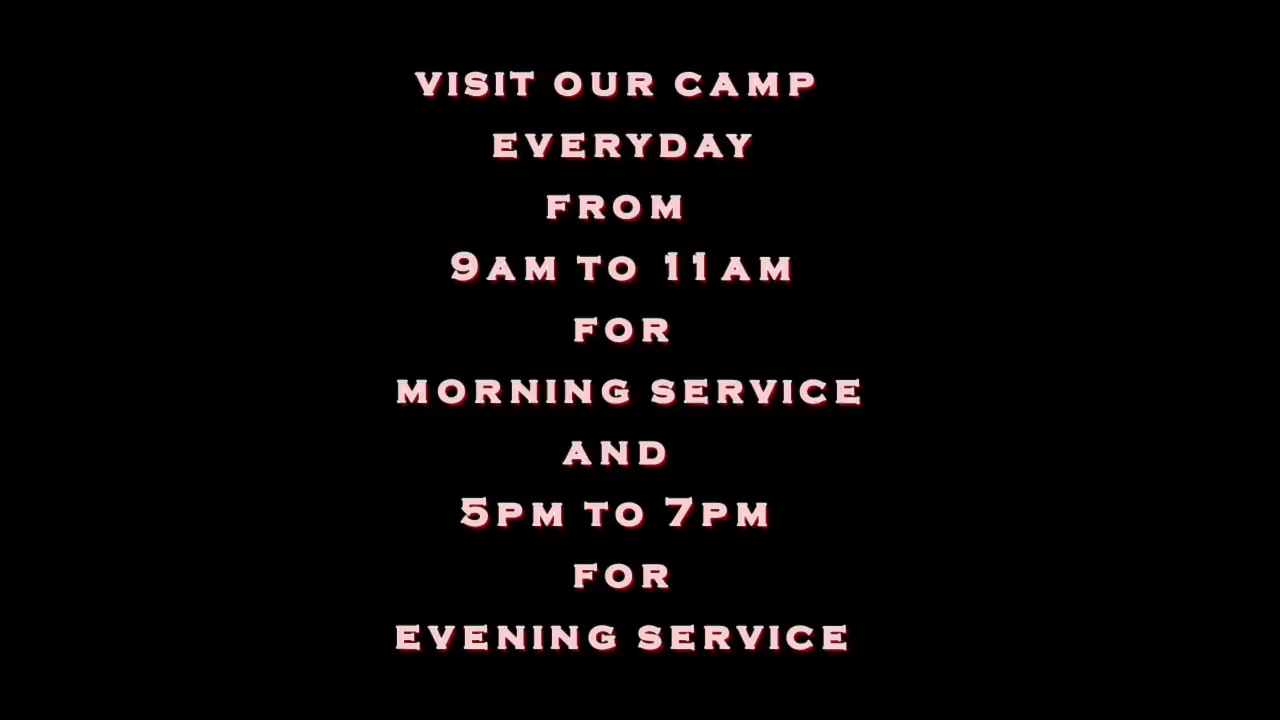 VISIT OUR CAMP
EVERYDAY
FROM
9AM TO 11AM
FOR
MORNING SERVICE
AND
5PM TO 7PM
FOR
EVENING SERVICE